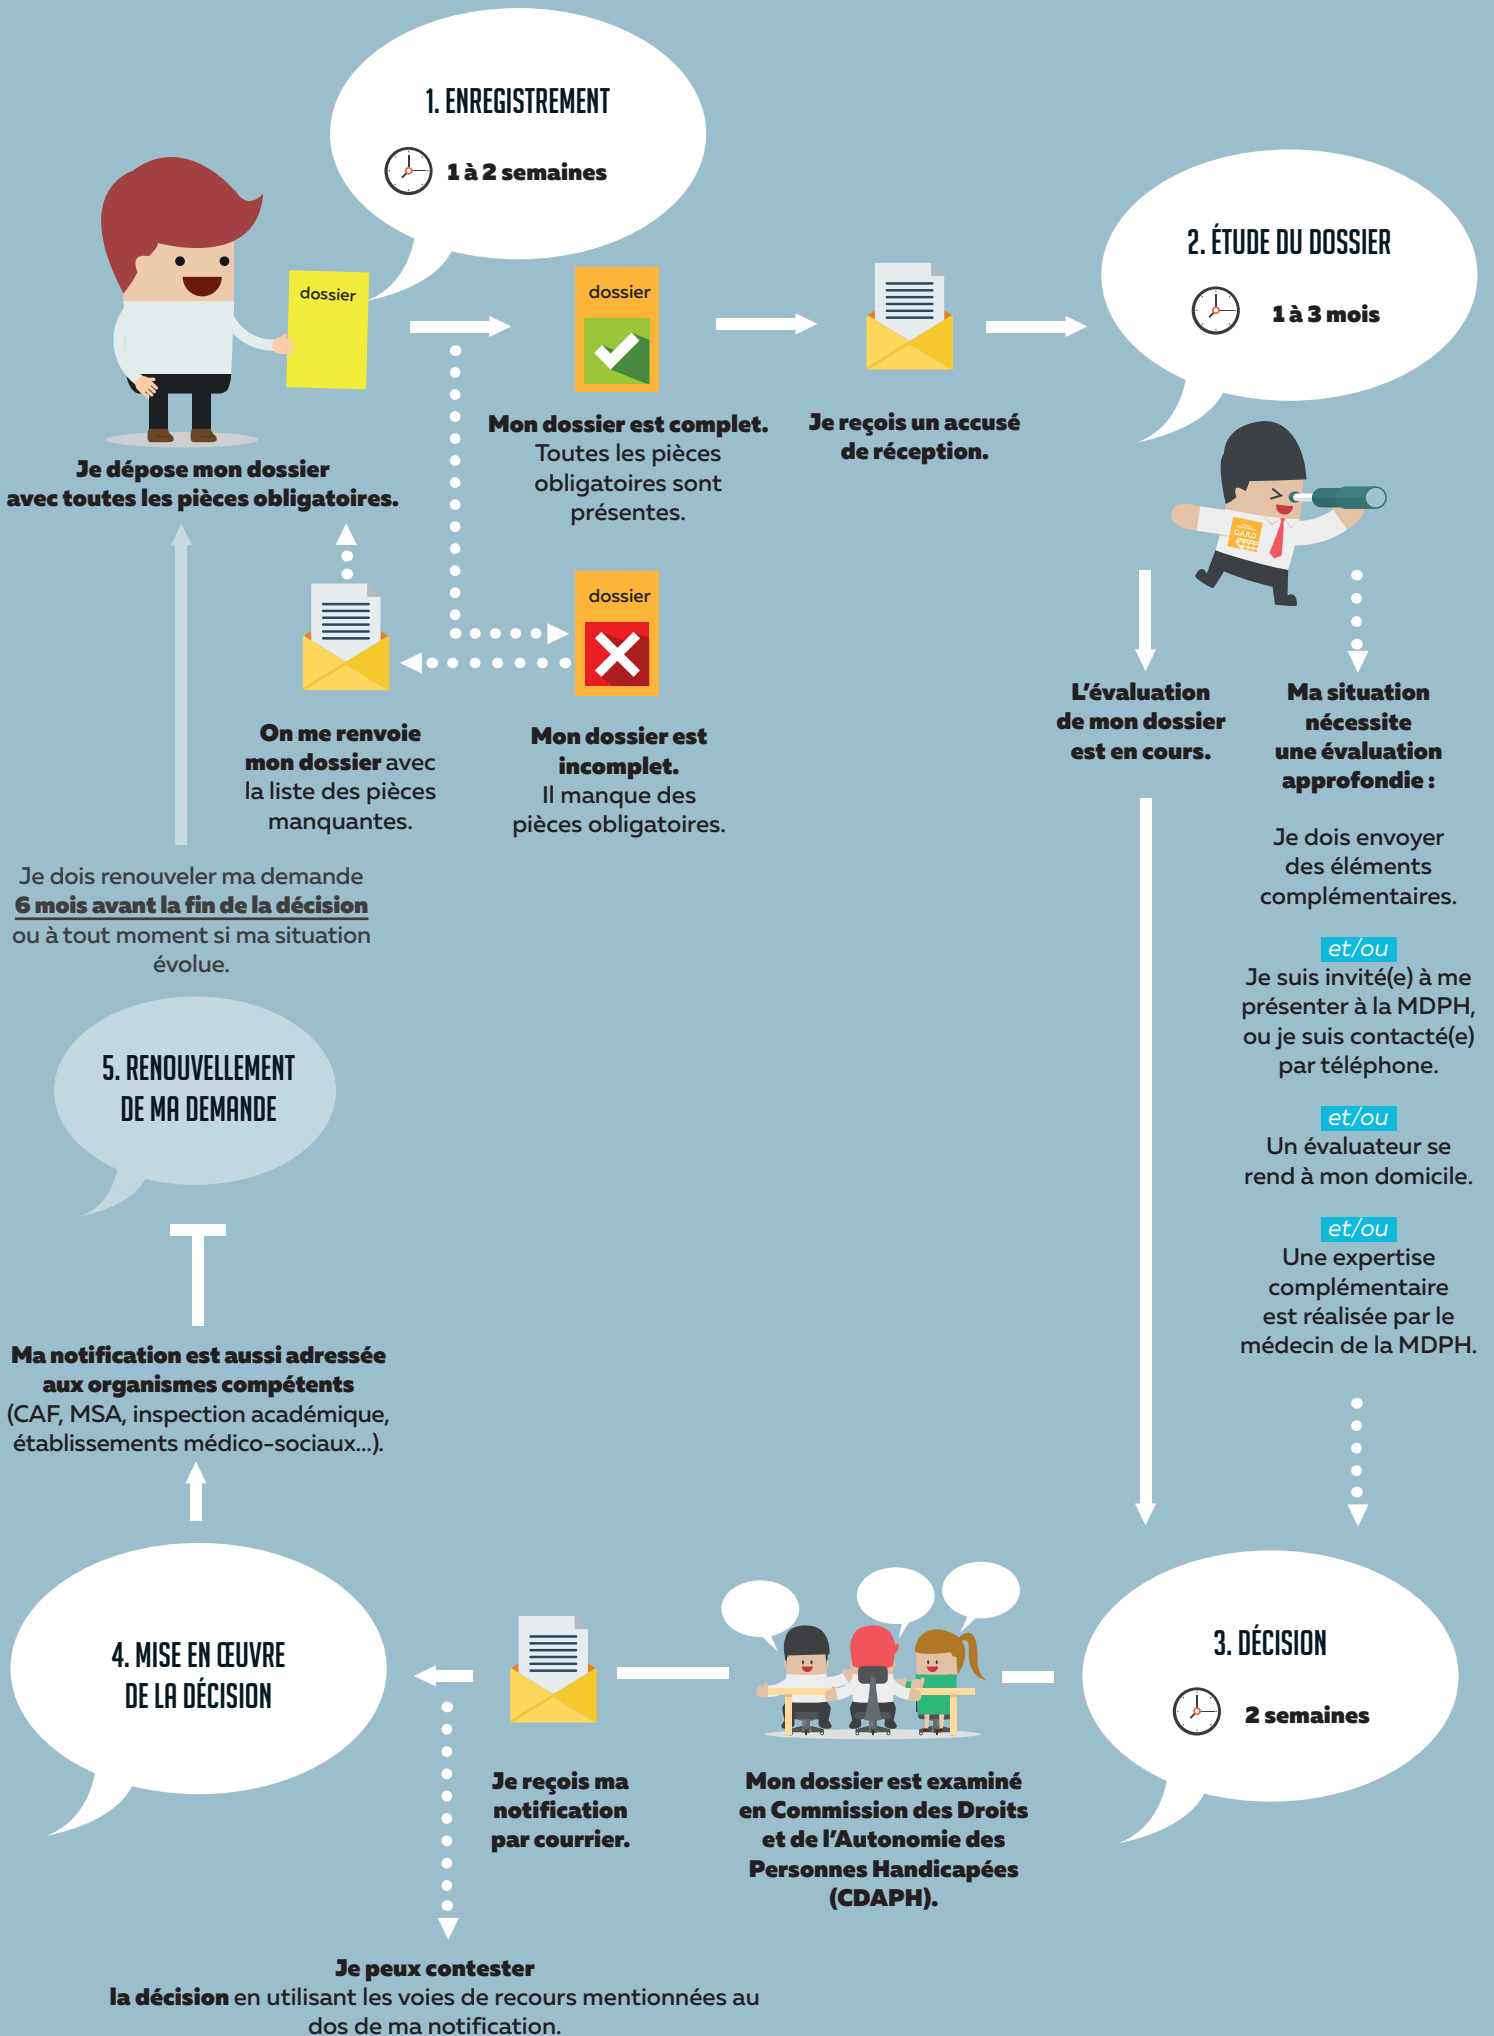 1. ENREGISTREMENT
1 à 2 semaines
dossier
Je dépose mon dossier
avec toutes les pièces obligatoires.
dossier
Mon dossier est complet.
Toutes les pièces
obligatoires sont
présentes.
Je reçois un accusé
de réception.
dossier
Mon dossier est
incomplet.
Il manque des
pièces obligatoires.
On me renvoie
mon dossier avec
la liste des pièces
manquantes.
2. ÉTUDE DU DOSSIER
1 à 3 mois
GARD
L'évaluation
de mon dossier
est en cours.
Ma situation
nécessite
une évaluation
approfondie :
Je dois envoyer
des éléments
complémentaires.
et/ou
Je suis invité(e) à me
présenter à la MDPH,
ou je suis contacté(e)
par téléphone.
et/ou
Un évaluateur se
rend à mon domicile.
et/ou
Une expertise
complémentaire
est réalisée par le
médecin de la MDPH.
3. DÉCISION
2 semaines
Mon dossier est examiné
en Commission des Droits
et de l'Autonomie des
Personnes Handicapées
(CDAPH).
Je reçois ma
notification
par courrier.
Je peux contester
la décision en utilisant les voies de recours mentionnées au
dos de ma notification.
4. MISE EN ŒUVRE
DE LA DÉCISION
Ma notification est aussi adressée
aux organismes compétents
(CAF, MSA, inspection académique,
établissements médico-sociaux...).
5. RENOUVELLEMENT
DE MA DEMANDE
Je dois renouveler ma demande
6 mois avant la fin de la décision
ou à tout moment si ma situation
évolue.